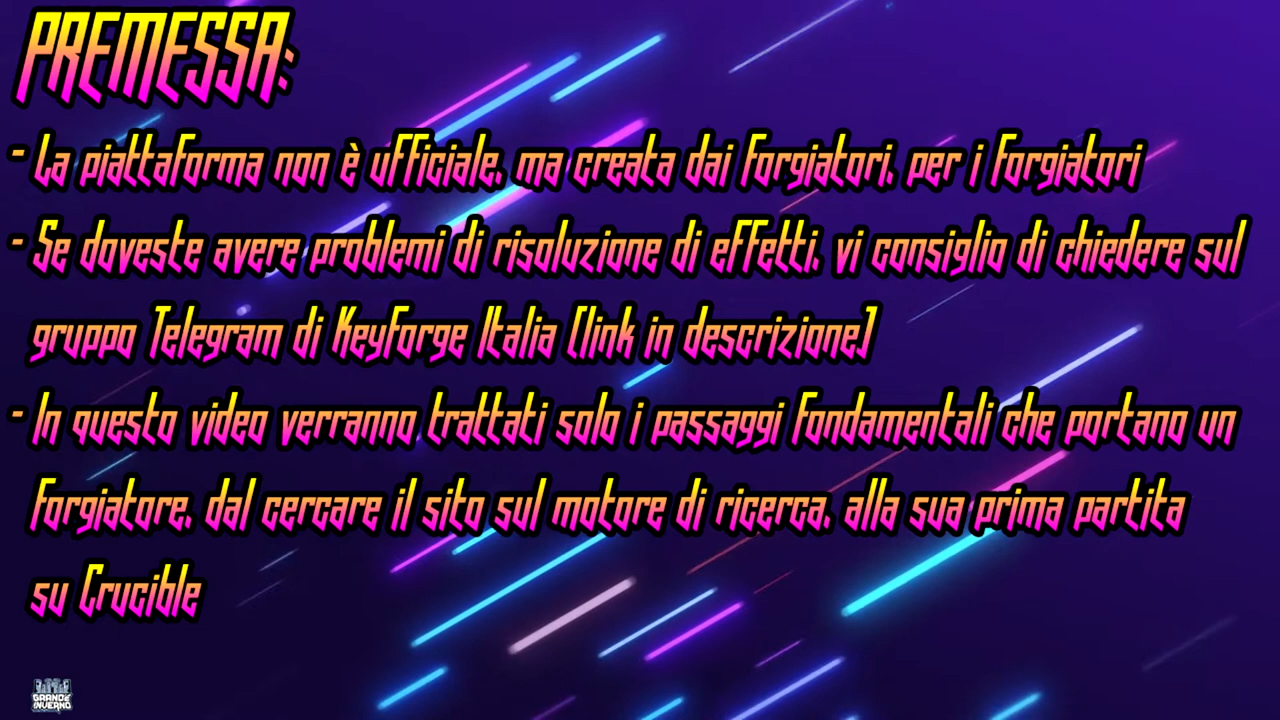 PREMESSA:
- La piattaforma non è ufficiale, ma creata dai Forgiatori, per i Forgiatori
- Se doveste avere problemi di risoluzione di effetti, vi consiglio di chiedere sul
gruppo Telegram di KeyForge Italia (link in descrizione)
- In questo video verranno trattati solo i passaggi fondamentali che portano un
Forgiatore, dal cercare il sito sul motore di ricerca, alla sua prima partita
su Crucible
GRANDE
INVERNO